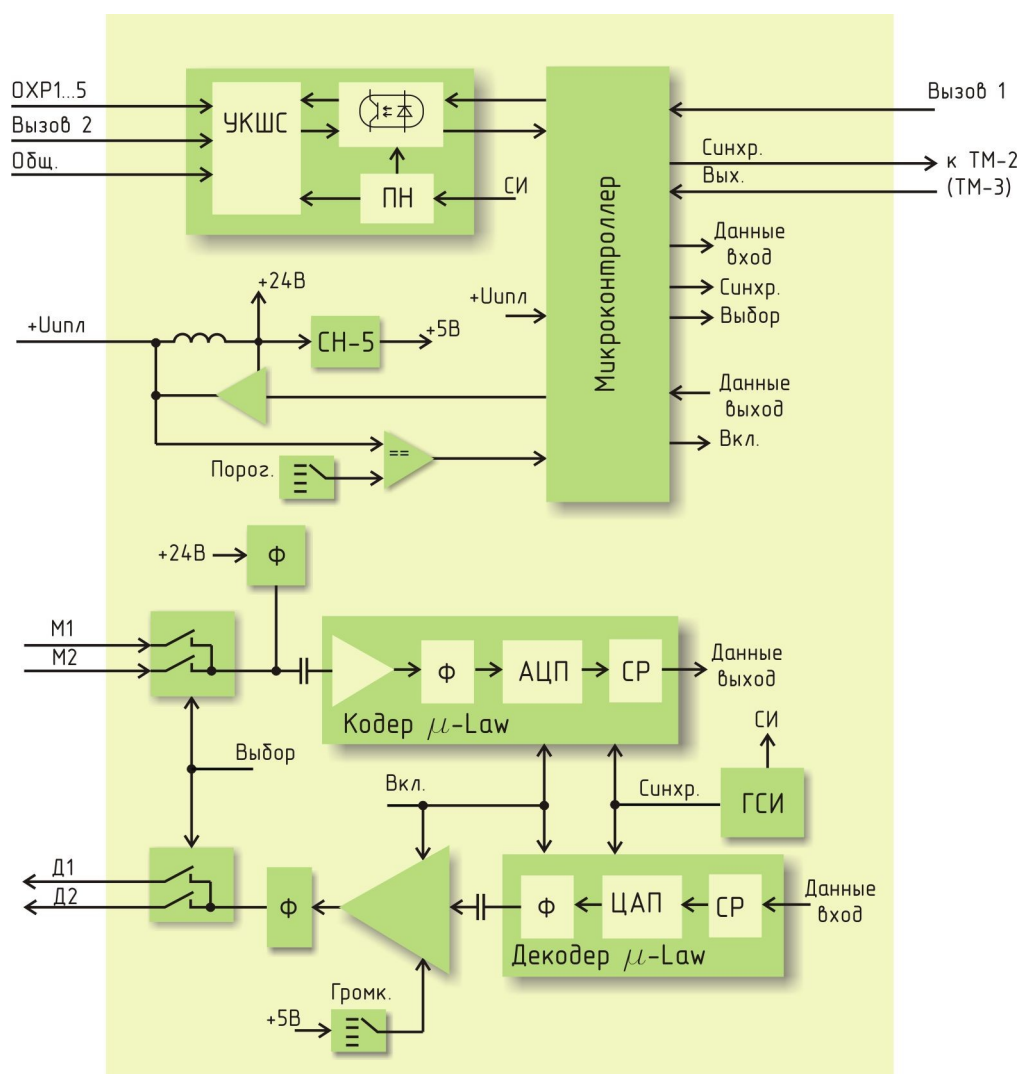 ОХР1...5
Вызов 2
Общ.
УКШС
ПН
СИ
Микроконтроллер
Вызов 1
Синхр.
к ТМ-2
Вых.
(ТМ-3)
Данные
вход
Синхр.
Выбор
Данные
выход
Вкл.
+Uипл
+24В
+Uипл
СН-5
+5В
==
Порог.
+24В
Ф
М1
М2
Ф
АЦП
СР
Данные
выход
Кодер μ-Law
СИ
Выбор
Вкл.
Синхр.
ГСИ
Д1
Д2
Ф
Ф
ЦАП
СР
Данные
вход
Декодер μ-Law
Громк.
+5В